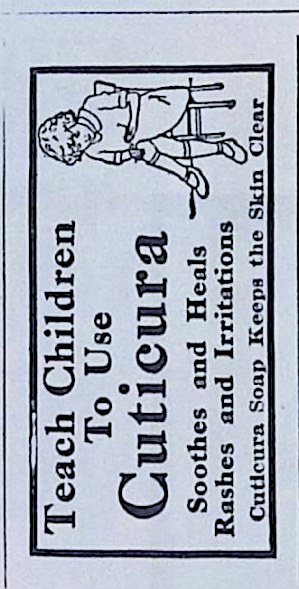 Teach Children
To Use
Cuticura
Soothes and Heals
Rashes and Irritations
Cuticura Soap Keeps the Skin Clear